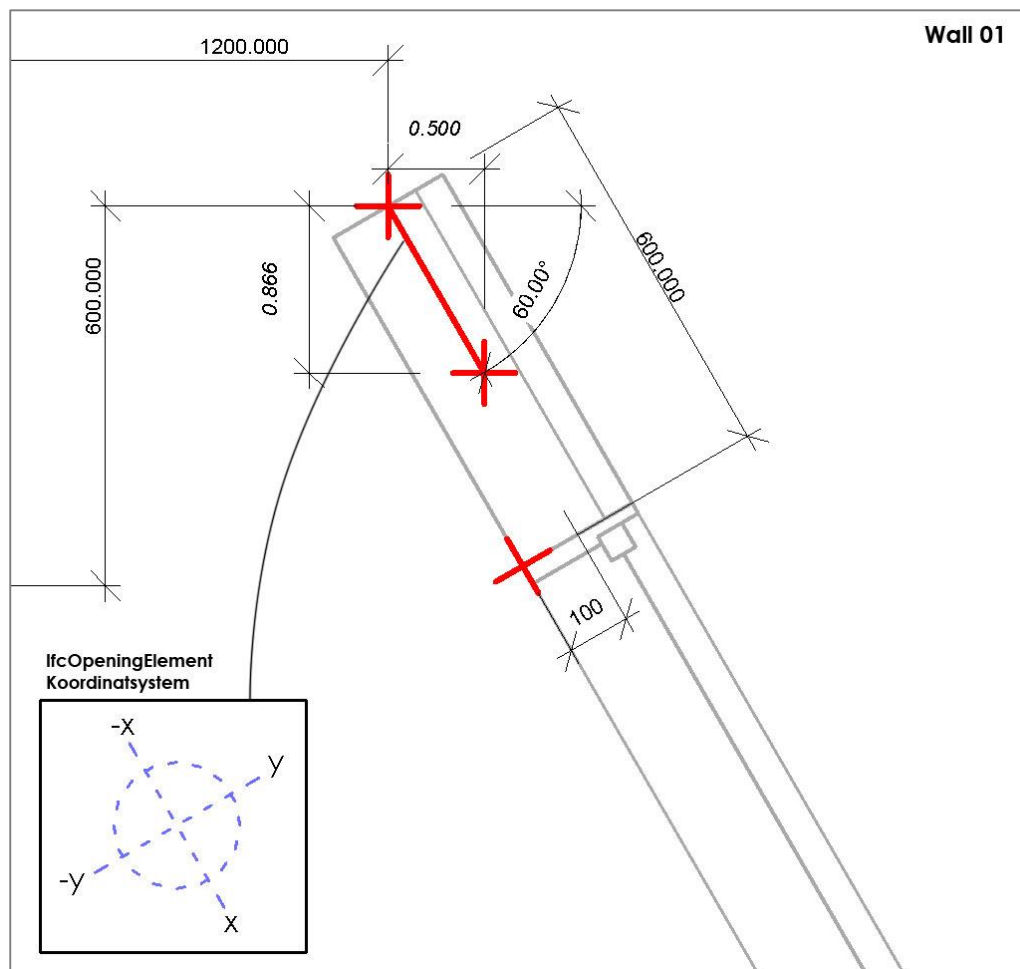 Wall 01
1200.000
0.500
600.000
0.866
60.00°
600.000
100
IfcOpeningElement
Koordinatsystem
-x
y
-y
x